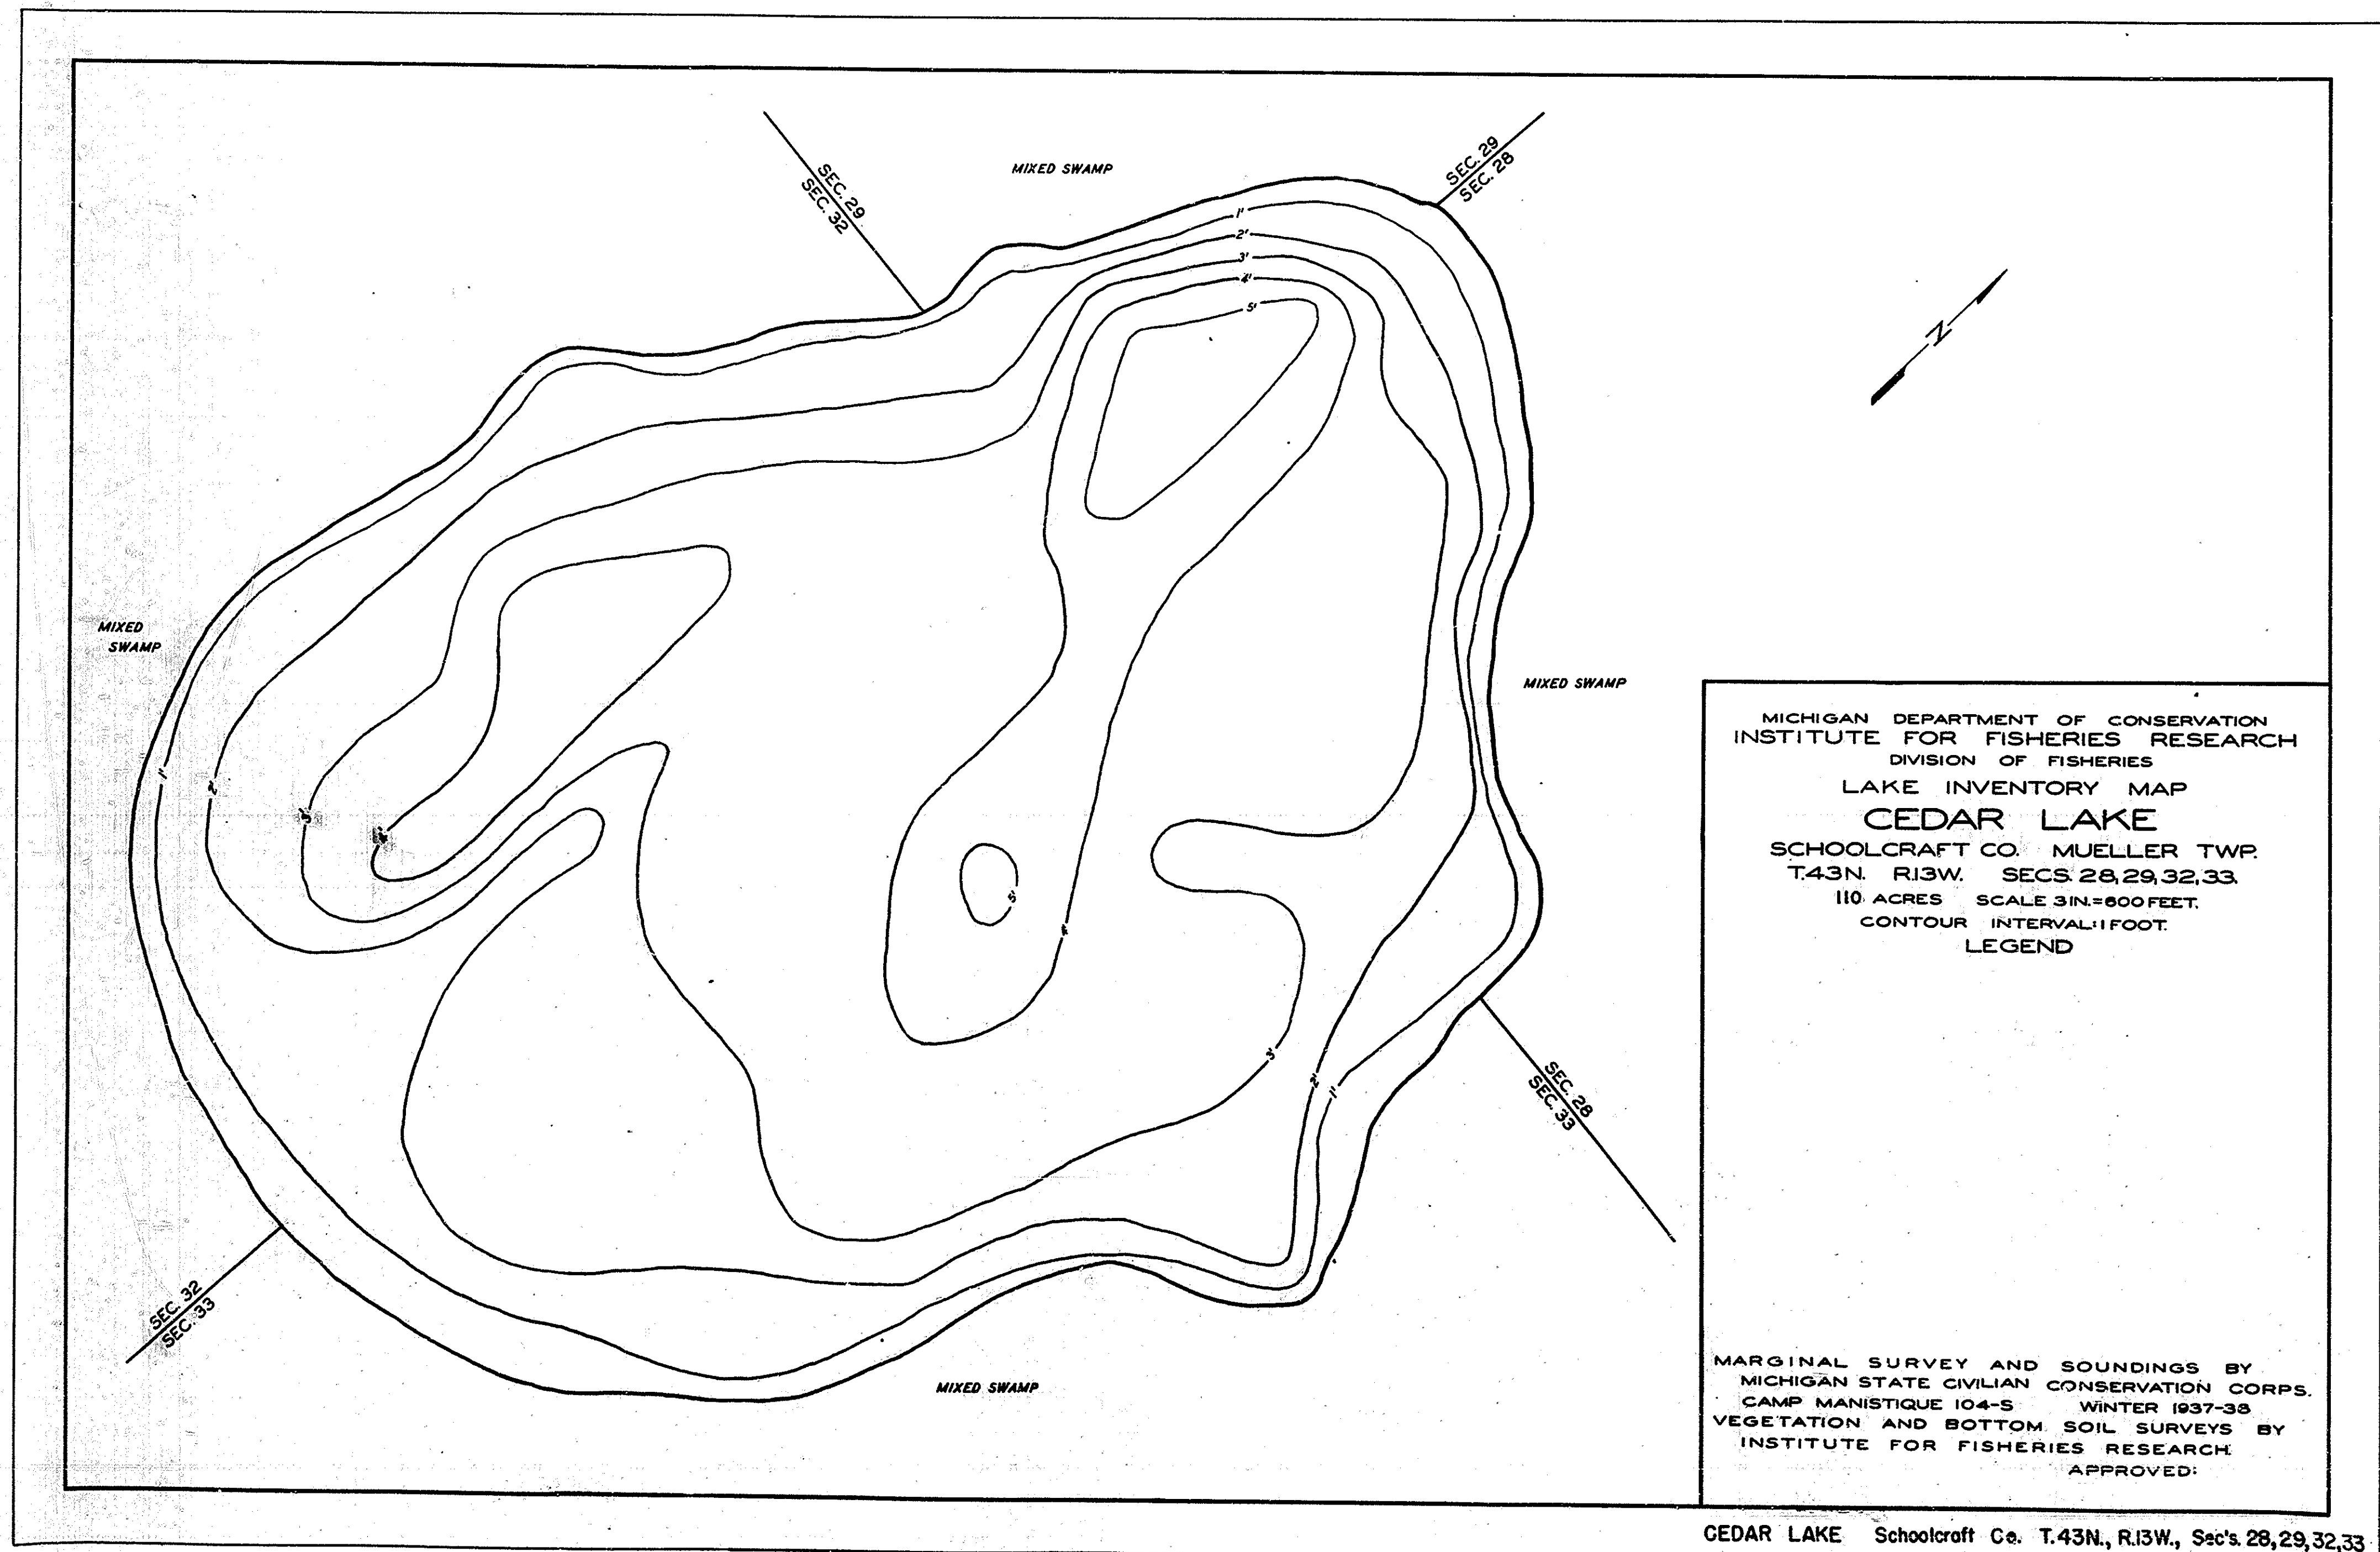 SEC. 29
SEC. 32
MIXED SWAMP
SEC. 29
SEC. 28
1'
2'
3'
4'
5'
N
MIXED
SWAMP
MIXED SWAMP
1'
2'
3'
4'
5'
4'
3'
2'
1'
SEC. 28
SEC. 33
SEC. 32
SEC. 33
MIXED SWAMP
MICHIGAN DEPARTMENT OF CONSERVATION
INSTITUTE FOR FISHERIES RESEARCH
DIVISION OF FISHERIES
LAKE INVENTORY MAP
CEDAR LAKE
SCHOOLCRAFT CO. MUELLER TWP.
T.43N. R.13W. SECS. 28,29,32,33.
110 ACRES SCALE 3IN.=600 FEET.
CONTOUR INTERVAL: 1 FOOT.
LEGEND
MARGINAL SURVEY AND SOUNDINGS BY
MICHIGAN STATE CIVILIAN CONSERVATION CORPS.
CAMP MANISTIQUE 104-S WINTER 1937-38
VEGETATION AND BOTTOM SOIL SURVEYS BY
INSTITUTE FOR FISHERIES RESEARCH.
APPROVED:
CEDAR LAKE Schoolcraft Co. T.43N., R.13W., Sec's. 28,29,32,33